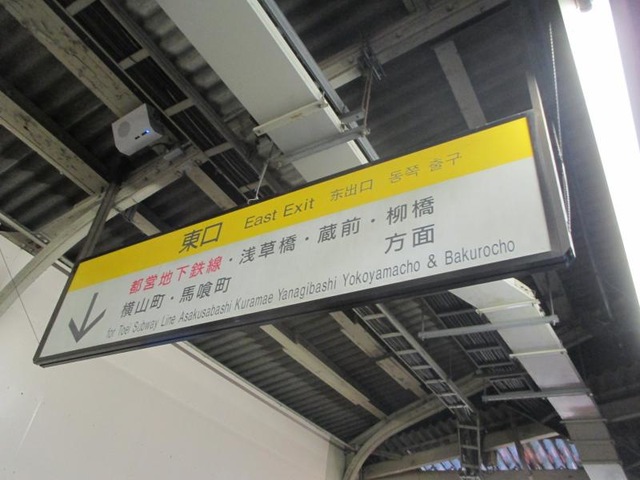 東口 East Exit 东出口 동쪽 출구
都営地下鉄線・浅草橋・蔵前・柳橋
横山町・馬喰町 方面
for Toei Subway Line Asakusabashi Kuramae Yanagibashi Yokoyamacho & Bakurocho